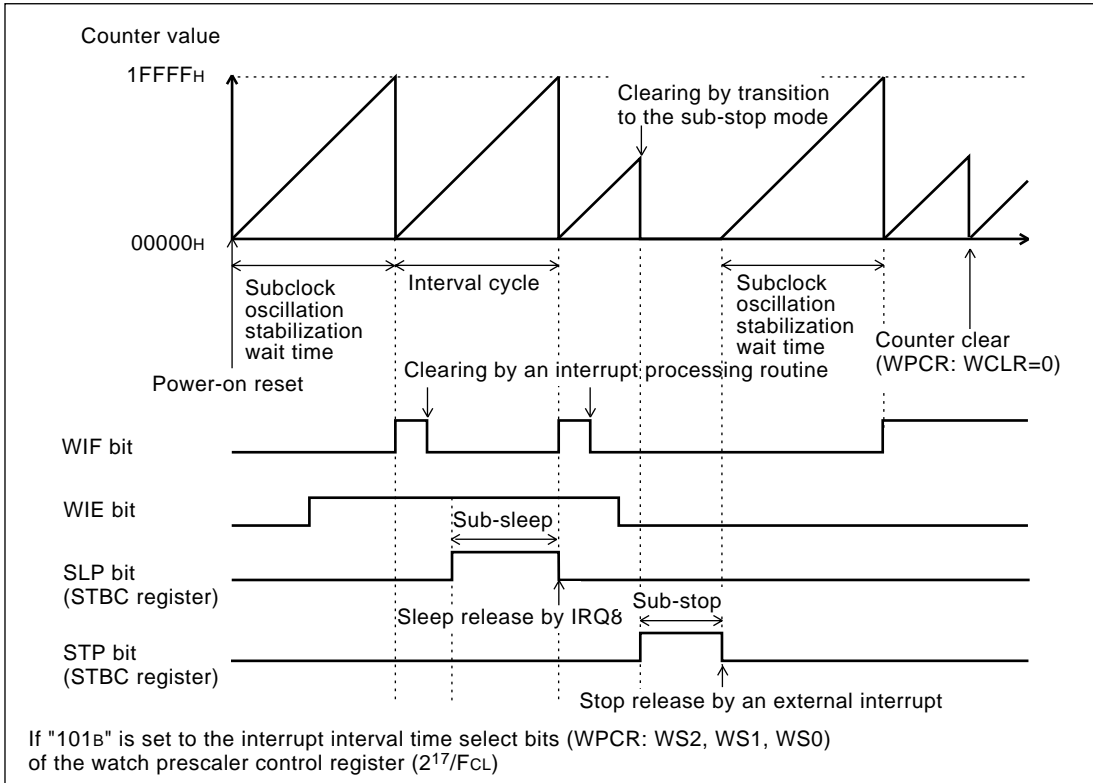 Counter value
1FFFFH
Clearing by transition
to the sub-stop mode
00000H
Subclock
oscillation
stabilization
wait time
Interval cycle
Subclock
oscillation
stabilization
wait time
Counter clear
(WPCR: WCLR=0)
Power-on reset
Clearing by an interrupt processing routine
WIF bit
WIE bit
Sub-sleep
SLP bit
(STBC register)
Sleep release by IRQ8
Sub-stop
STP bit
(STBC register)
Stop release by an external interrupt
If "101B" is set to the interrupt interval time select bits (WPCR: WS2, WS1, WS0)
of the watch prescaler control register (2¹⁷/FCL)